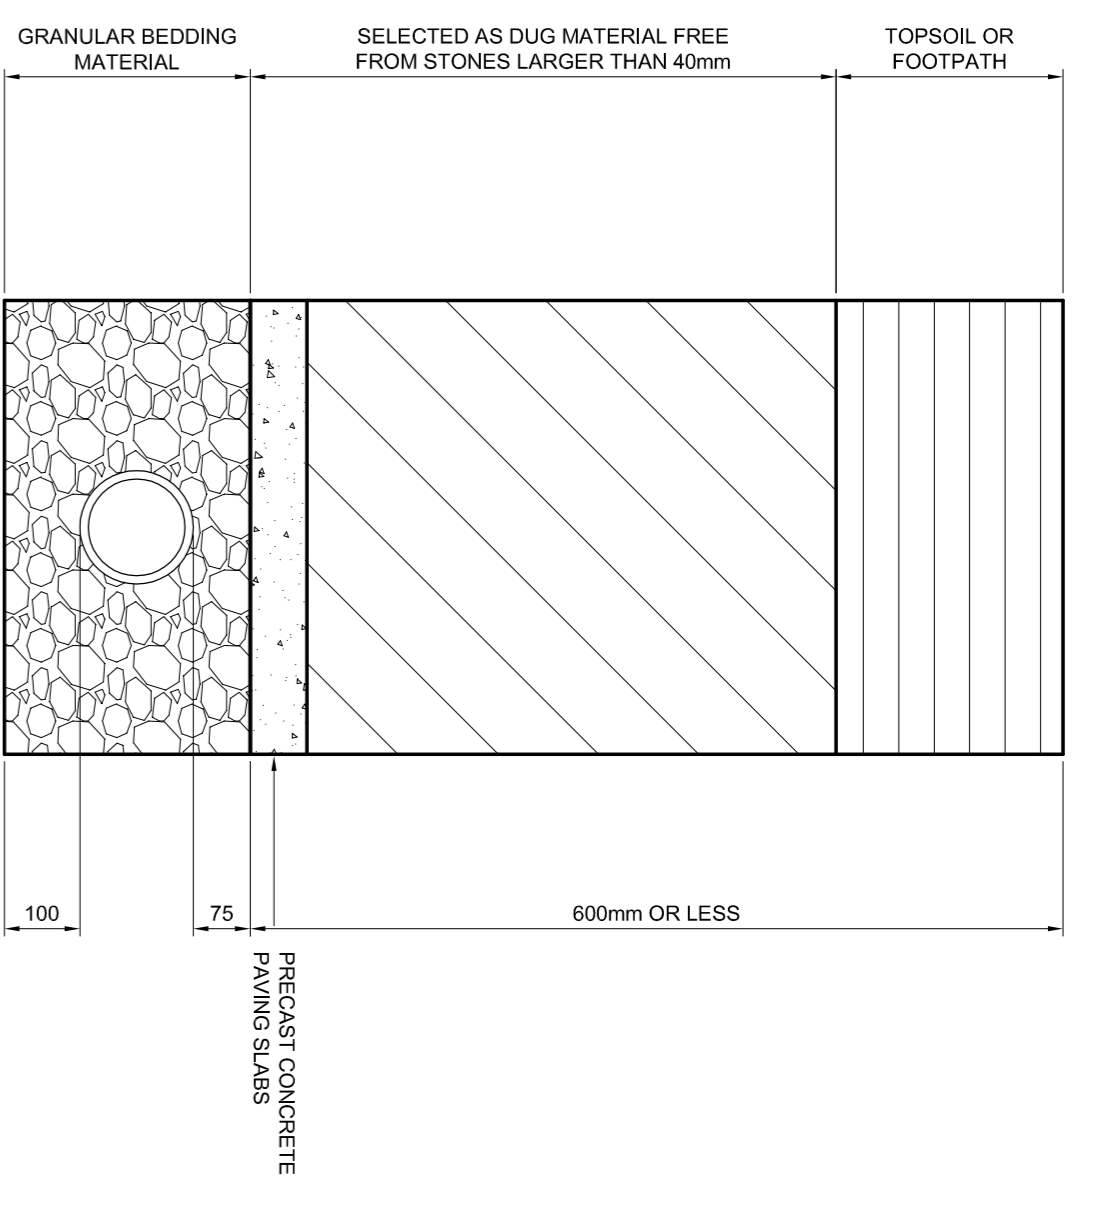 GRANULAR BEDDING
MATERIAL
SELECTED AS DUG MATERIAL FREE
FROM STONES LARGER THAN 40mm
TOPSOIL OR
FOOTPATH
100
75
600mm OR LESS
PRECAST CONCRETE
PAVING SLABS